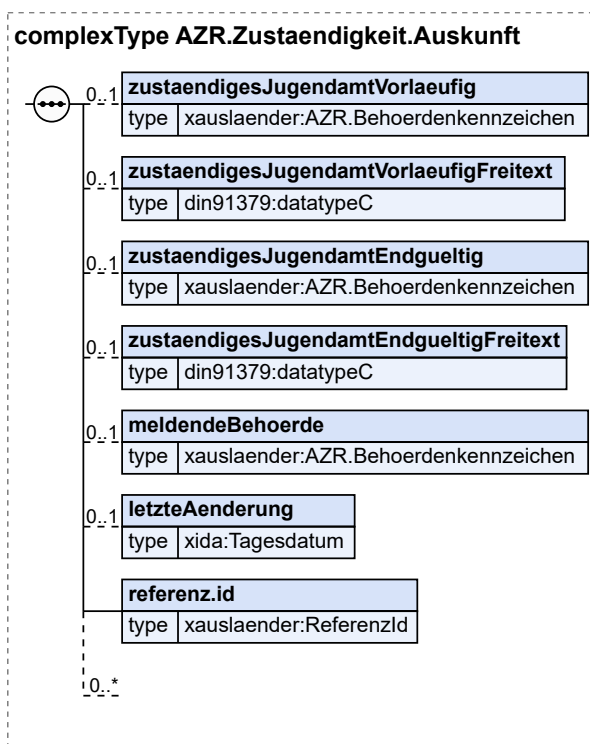 complexType AZR.Zustaendigkeit.Auskunft
0..1 zustaendigesJugendamtVorlaeufig
type xauslaender:AZR.Behoerdenkennzeichen
0..1 zustaendigesJugendamtVorlaeufigFreitext
type din91379:datatypeC
0..1 zustaendigesJugendamtEndgueltig
type xauslaender:AZR.Behoerdenkennzeichen
0..1 zustaendigesJugendamtEndgueltigFreitext
type din91379:datatypeC
0..1 meldendeBehoerde
type xauslaender:AZR.Behoerdenkennzeichen
0..1 letzteAenderung
type xida:Tagesdatum
referenz.id
type xauslaender:ReferenzId
0..*